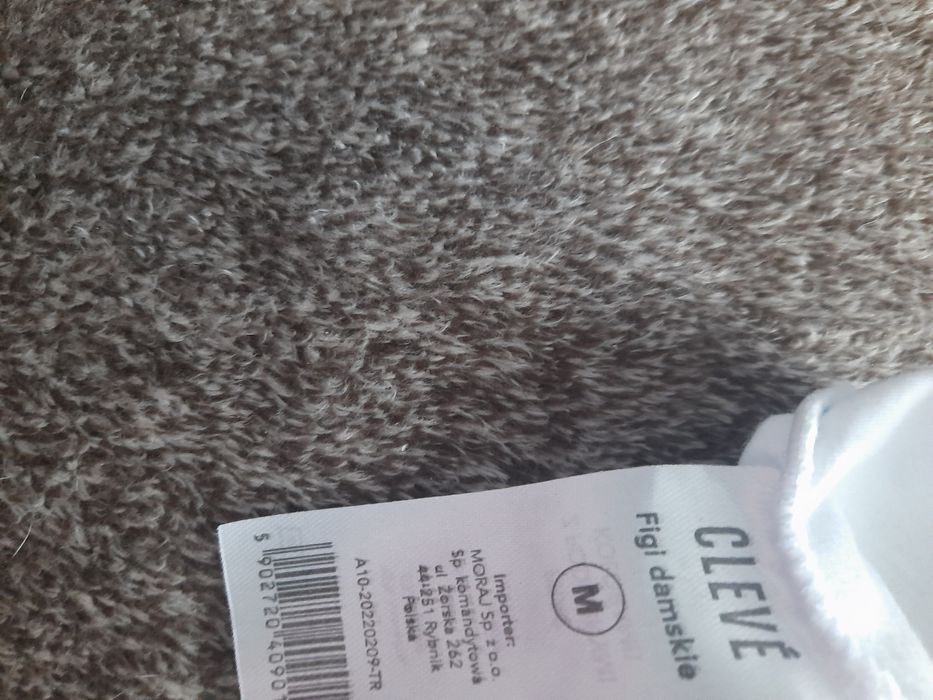 CLEVÉ
Figi damskie
M
Importer:
MORAJ Sp. z o.o.
Sp. komandytowa
ul. Żorska 262
44-251 Rybnik
Polska
A10-20220209-TR
5 902720 40901